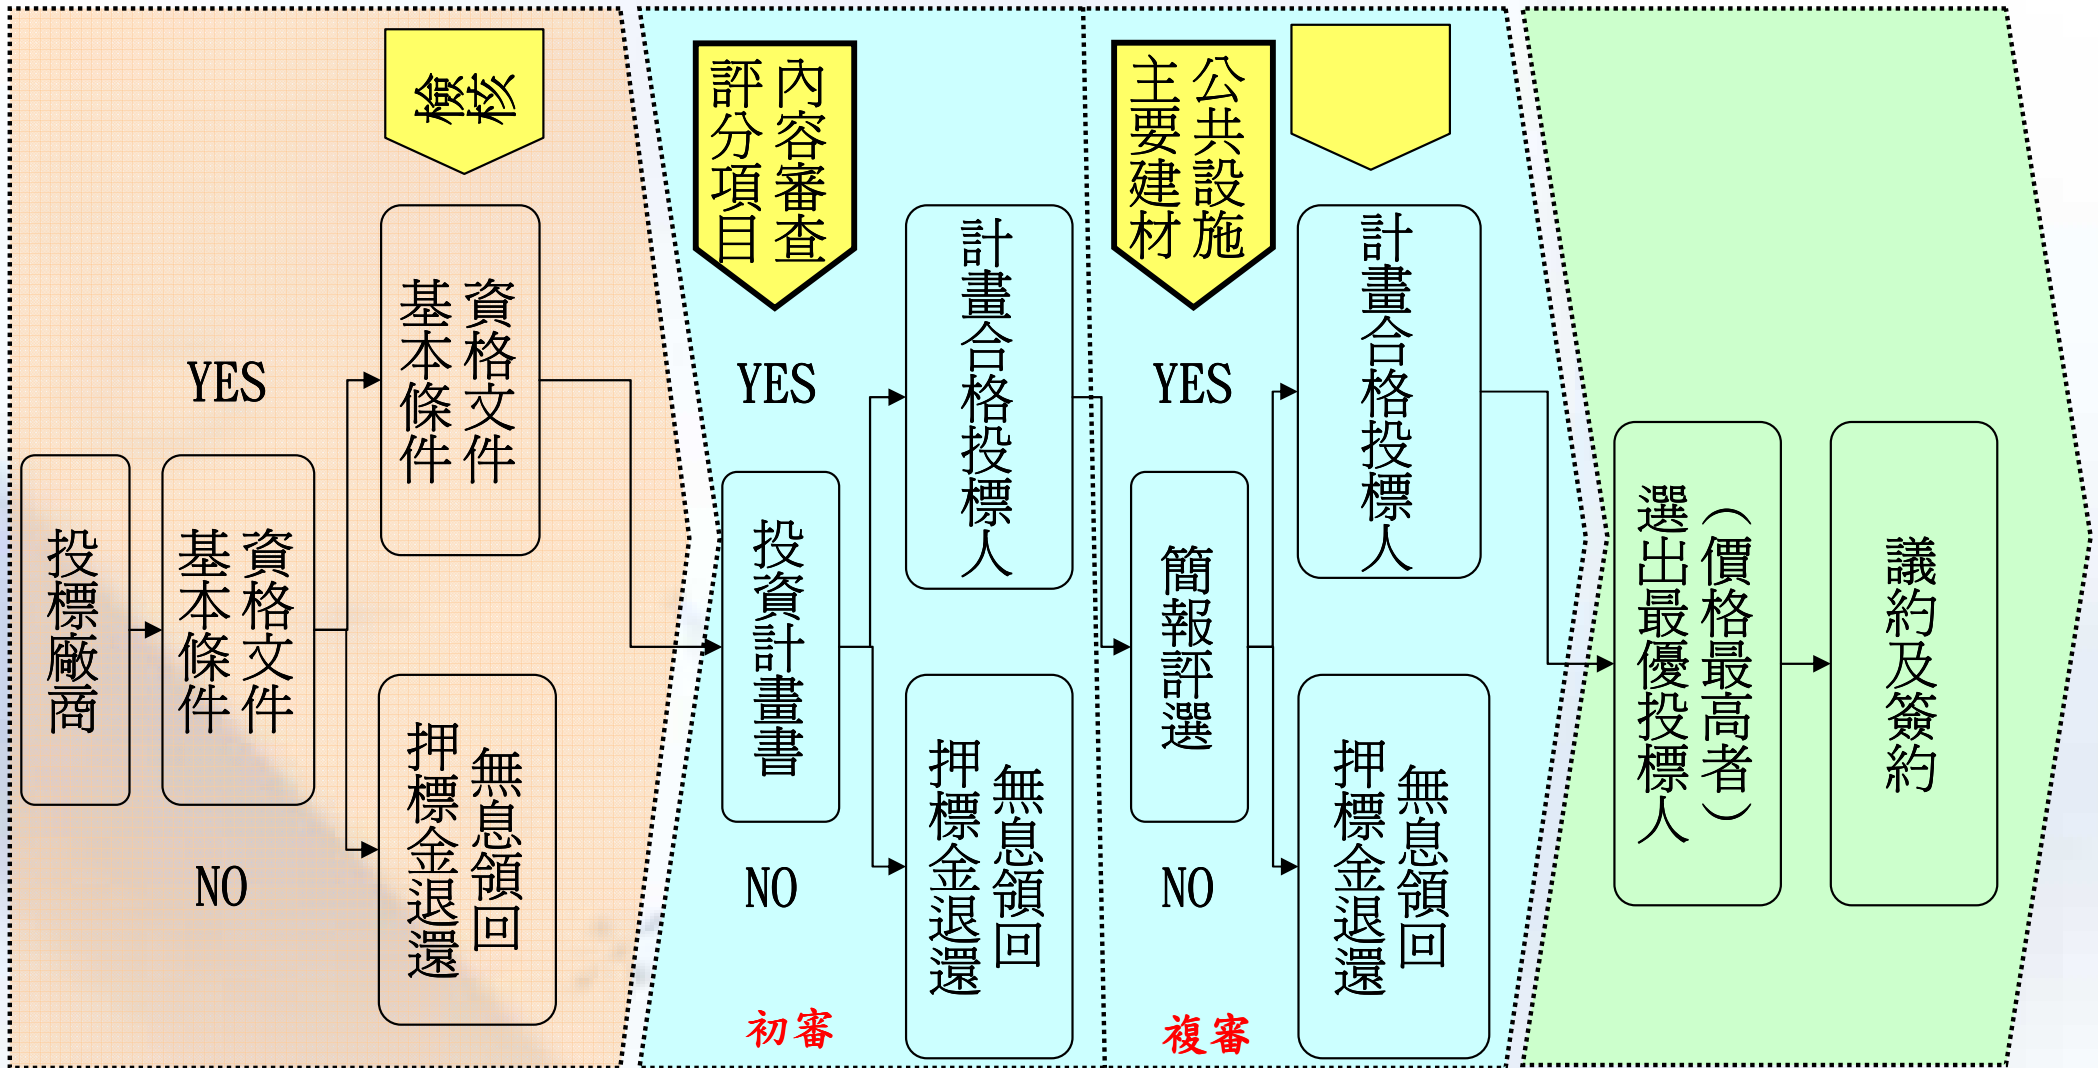 檢核
YES
NO
投標廠商
基本條件
資格文件
基本條件
資格文件
押標金退還
無息領回
評分項目
內容審查
YES
NO
投資計畫書
計畫合格投標人
押標金退還
無息領回
初審
主要建材
公共設施
YES
NO
簡報評選
計畫合格投標人
押標金退還
無息領回
複審
選出最優投標人
（價格最高者）
議約及簽約